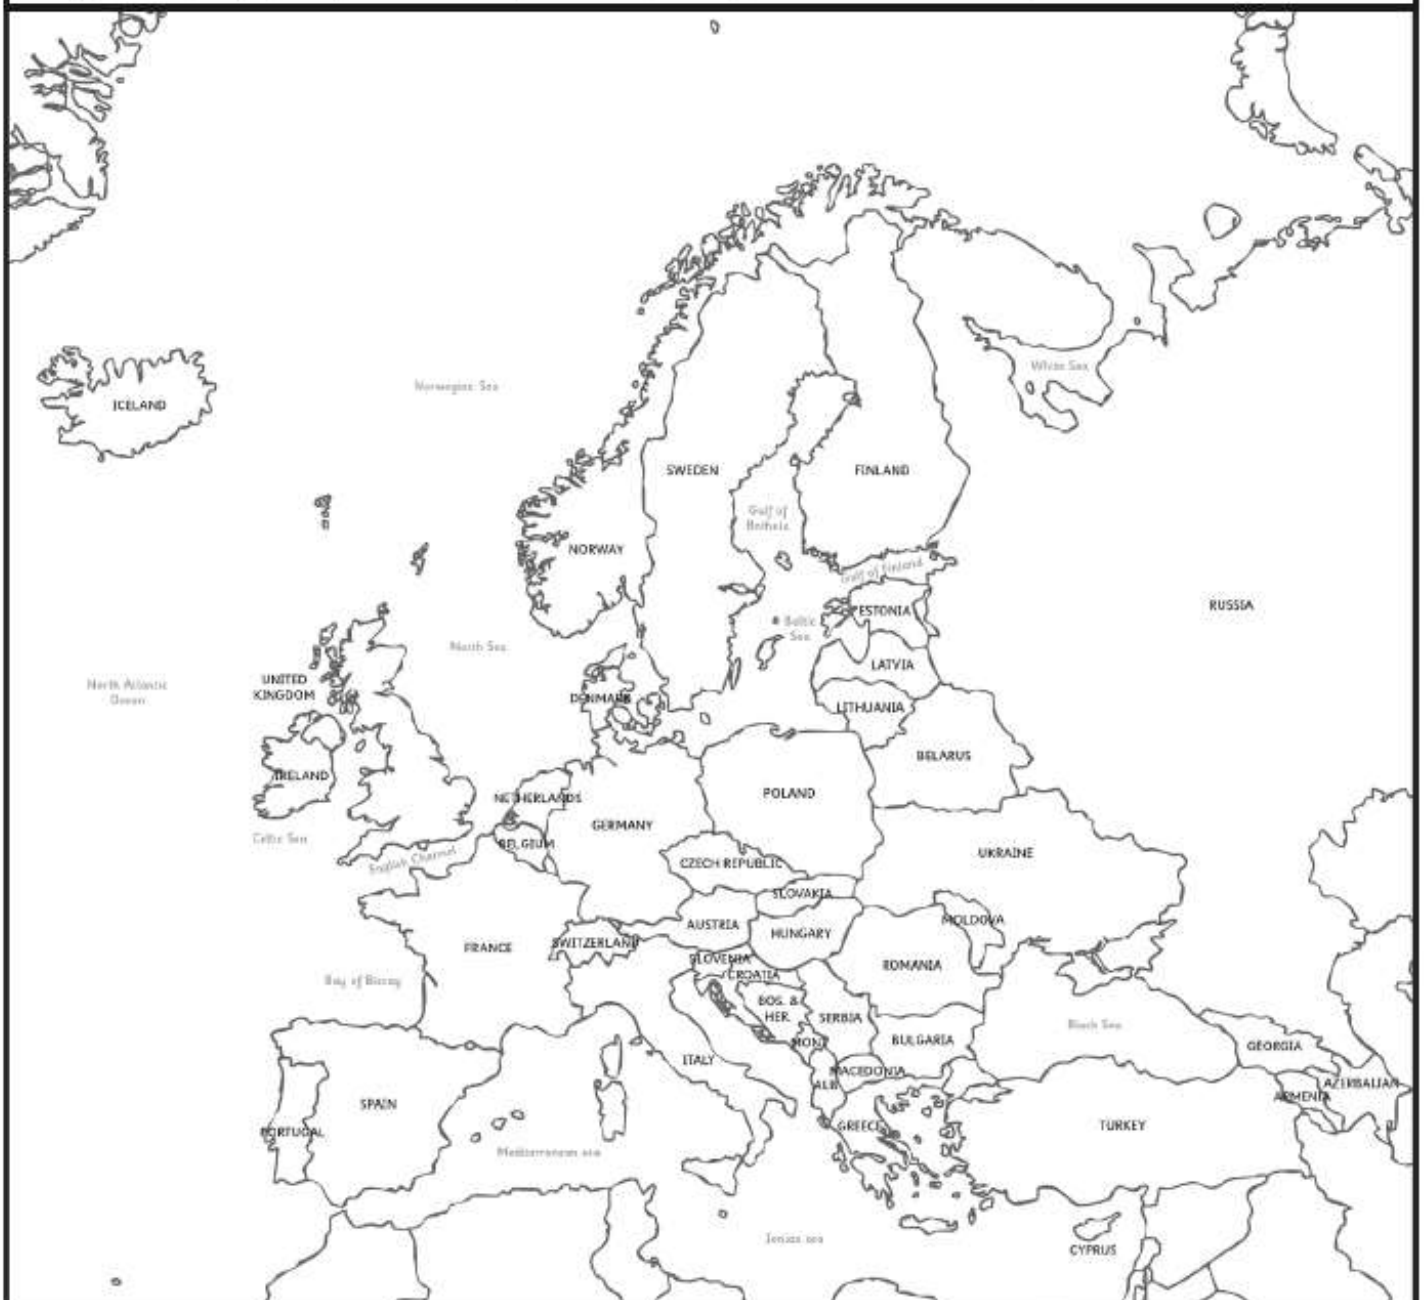 ICELAND
Norwegian Sea
White Sea
SWEDEN
FINLAND
Gulf of
Bothnia
NORWAY
Gulf of Finland
RUSSIA
ESTONIA
Baltic
Sea
North Sea
LATVIA
UNITED
KINGDOM
North Atlantic
Ocean
DENMARK
LITHUANIA
BELARUS
IRELAND
NETHERLANDS
POLAND
GERMANY
Celtic Sea
BELGIUM
English Channel
UKRAINE
CZECH REPUBLIC
SLOVAKIA
MOLDOVA
AUSTRIA
HUNGARY
FRANCE
SWITZERLAND
SLOVENIA
ROMANIA
CROATIA
Bay of Biscay
BOS. &
HER.
SERBIA
Black Sea
BULGARIA
MONT
GEORGIA
ITALY
MACEDONIA
ALB
AZERBAIJAN
ARMENIA
SPAIN
GREECE
TURKEY
PORTUGAL
Mediterranean sea
Ionian sea
CYPRUS